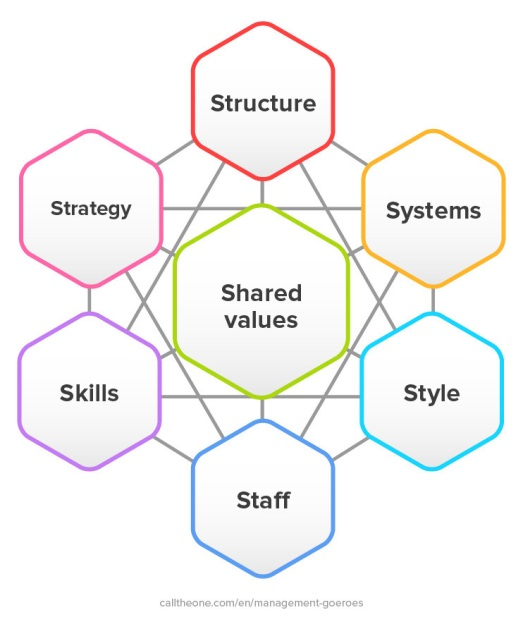 Structure
Strategy
Systems
Shared
values
Skills
Style
Staff
calltheone.com/en/management-goeroes